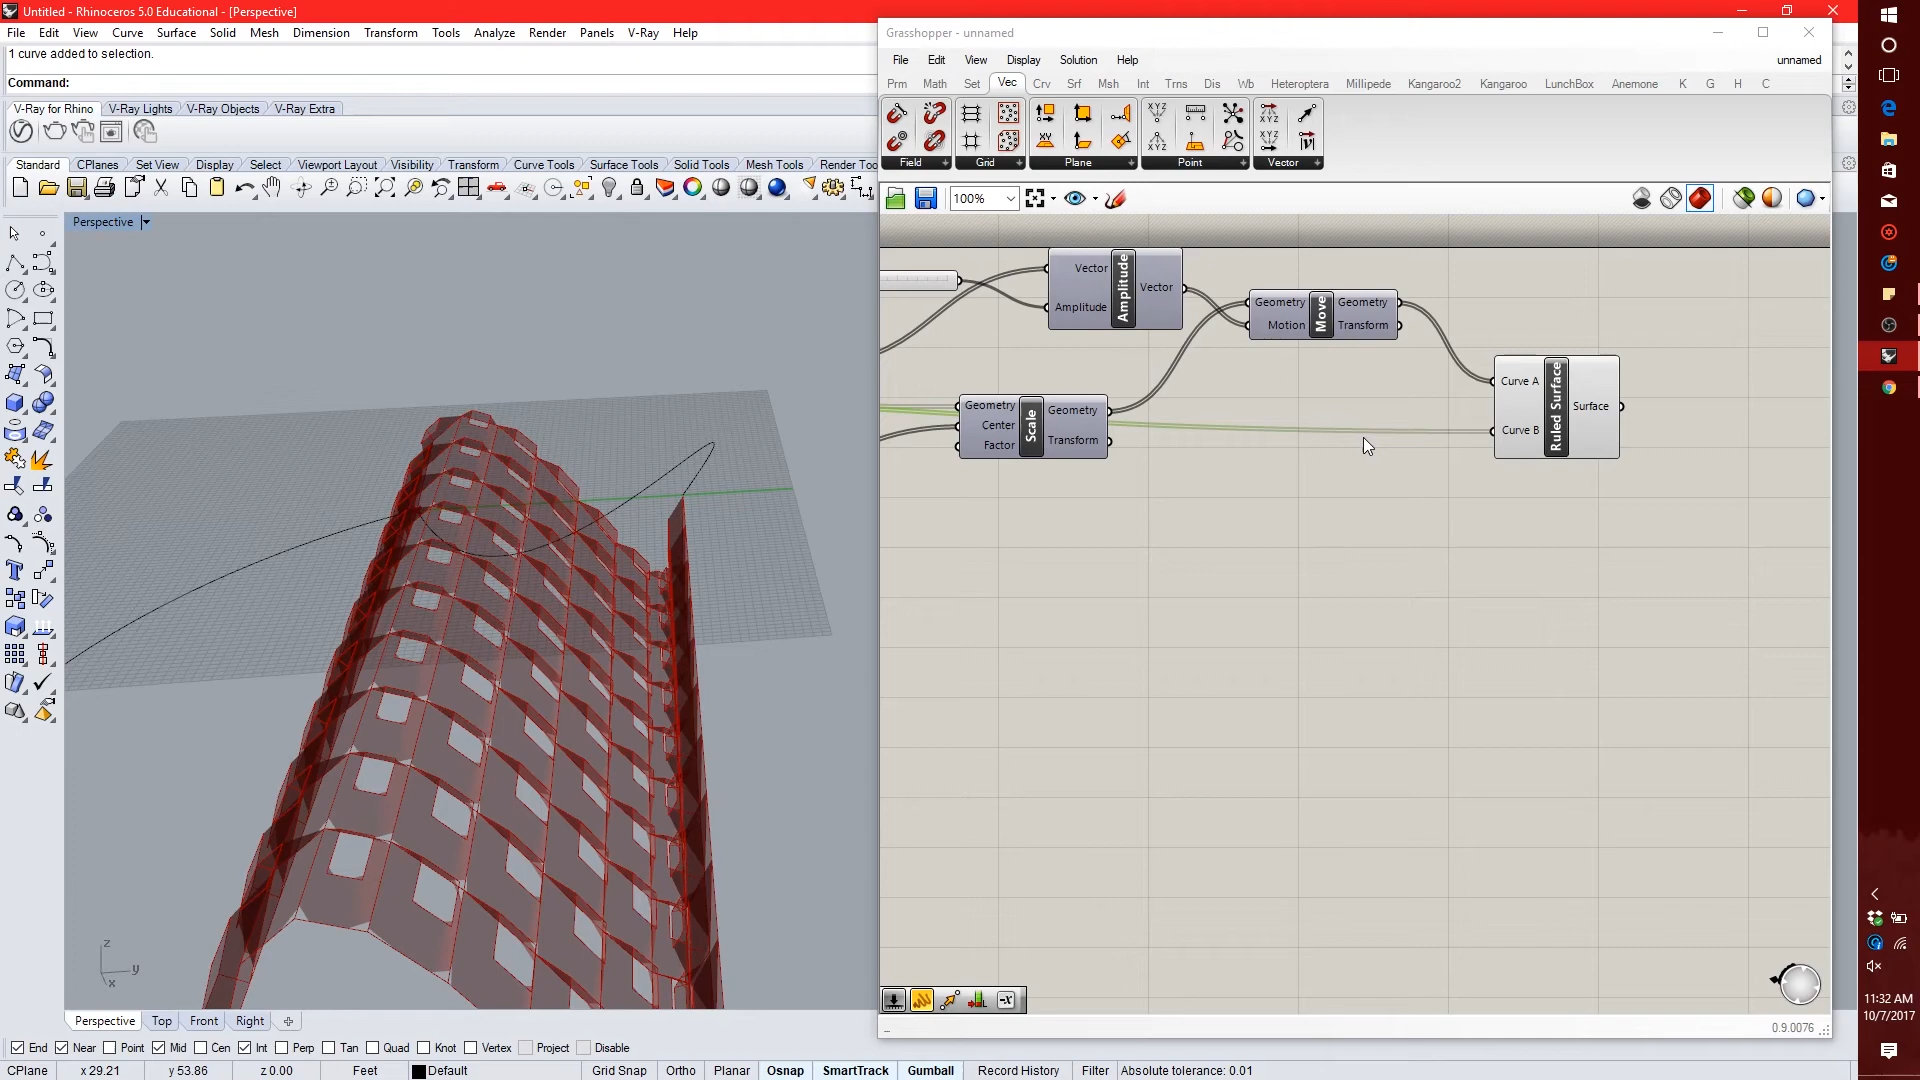 Untitled - Rhinoceros 5.0 Educational - [Perspective]
File Edit View Curve Surface Solid Mesh Dimension Transform Tools Analyze Render Panels V-Ray Help
1 curve added to selection.
Command:
V-Ray for Rhino V-Ray Lights V-Ray Objects V-Ray Extra
Standard CPlanes Set View Display Select Viewport Layout Visibility Transform Curve Tools Surface Tools Solid Tools Mesh Tools Render Too
Perspective
z
y
x
Perspective Top Front Right
End Near Point Mid Cen Int Perp Tan Quad Knot Vertex Project Disable
CPlane x 29.21 y 53.86 z 0.00 Feet Default Grid Snap Ortho Planar Osnap SmartTrack Gumball Record History Filter Absolute tolerance: 0.01
Grasshopper - unnamed
File Edit View Display Solution Help unnamed
Prm Math Set Vec Crv Srf Msh Int Trns Dis Wb Heteroptera Millipede Kangaroo2 Kangaroo LunchBox Anemone K G H C
XYZ XYZ
XY XYZ XYZ
Field Grid Plane Point Vector
100%
Vector
Amplitude
Amplitude
Vector
Geometry
Motion
Move
Geometry
Transform
Curve A
Curve B
Ruled Surface
Surface
Geometry
Center
Factor
Scale
Geometry
Transform
-x
...
0.9.0076
11:32 AM
10/7/2017